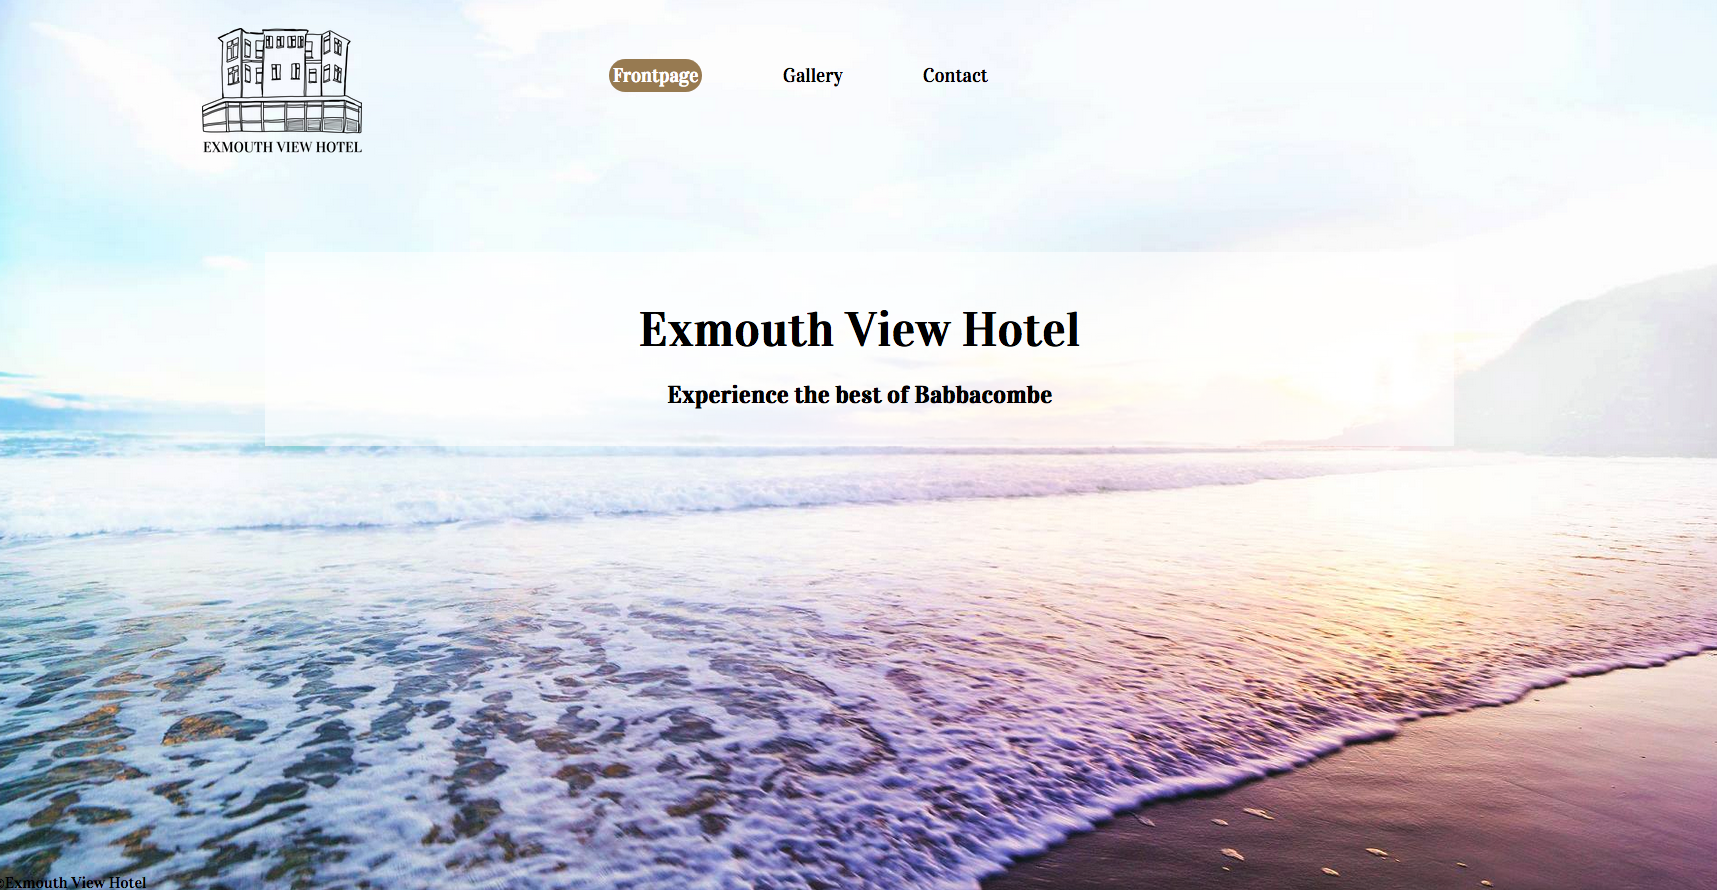 EXMOUTH VIEW HOTEL
Frontpage Gallery Contact
Exmouth View Hotel
Experience the best of Babbacombe
©Exmouth View Hotel